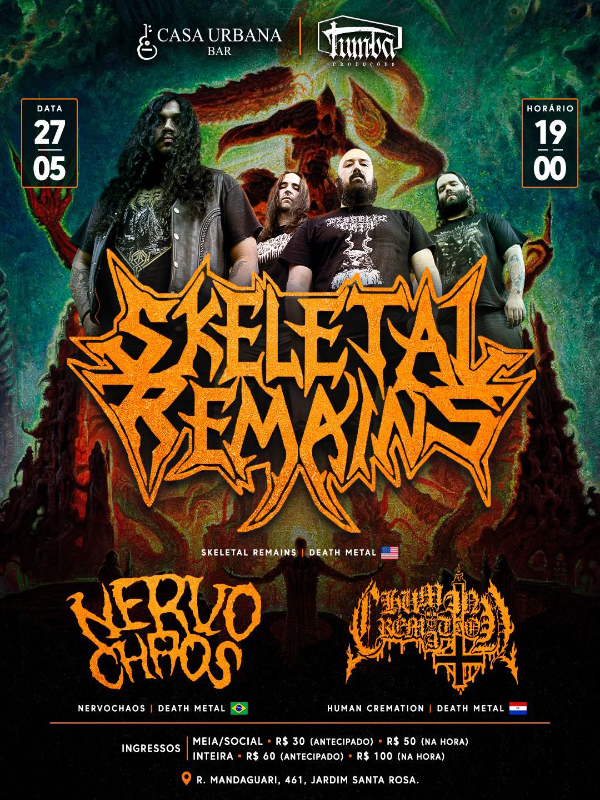 CASA URBANA
BAR
Tumba
PRODUÇÕES
DATA
27
05
HORÁRIO
19
00
SKELETAL
REMAINS
SKELETAL REMAINS | DEATH METAL
NERVO
CHAOS
HUMAN
CREMATION
NERVOCHAOS | DEATH METAL
HUMAN CREMATION | DEATH METAL
INGRESSOS
MEIA/SOCIAL • R$ 30 (ANTECIPADO) • R$ 50 (NA HORA)
INTEIRA • R$ 60 (ANTECIPADO) • R$ 100 (NA HORA)
R. MANDAGUARI, 461, JARDIM SANTA ROSA.